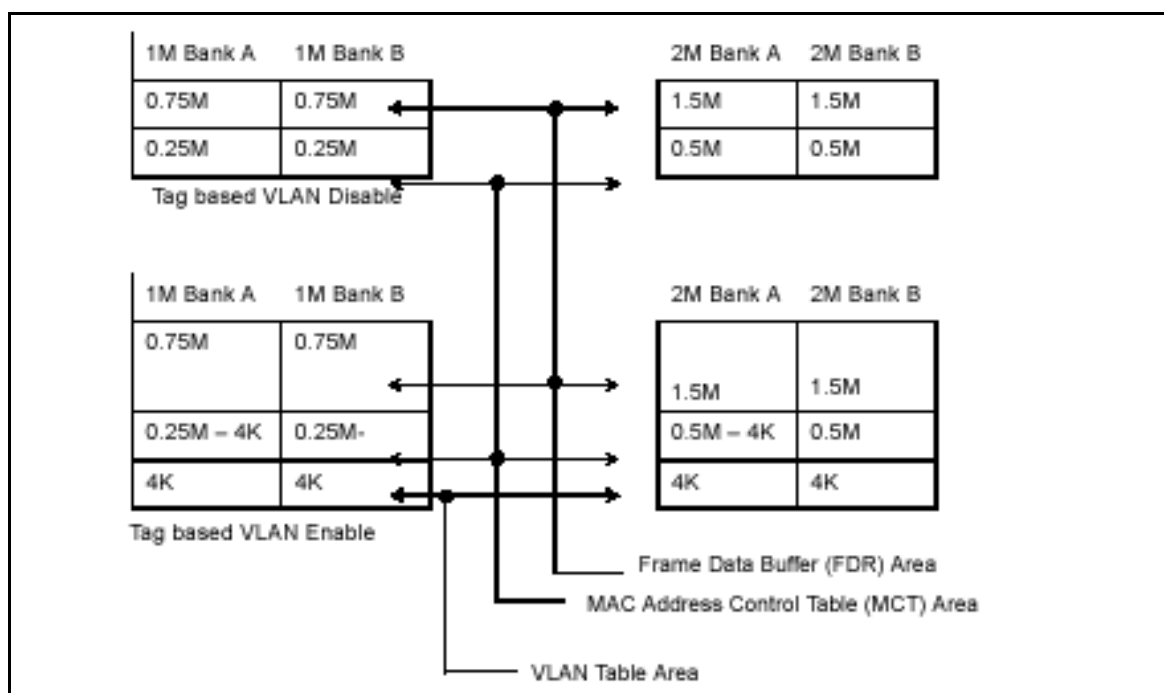 1M Bank A 1M Bank B 2M Bank A 2M Bank B
0.75M 0.75M 1.5M 1.5M
0.25M 0.25M 0.5M 0.5M
Tag based VLAN Disable
1M Bank A 1M Bank B 2M Bank A 2M Bank B
0.75M 0.75M
1.5M 1.5M
0.25M – 4K 0.25M- 0.5M – 4K 0.5M
4K 4K 4K 4K
Tag based VLAN Enable
Frame Data Buffer (FDR) Area
MAC Address Control Table (MCT) Area
VLAN Table Area